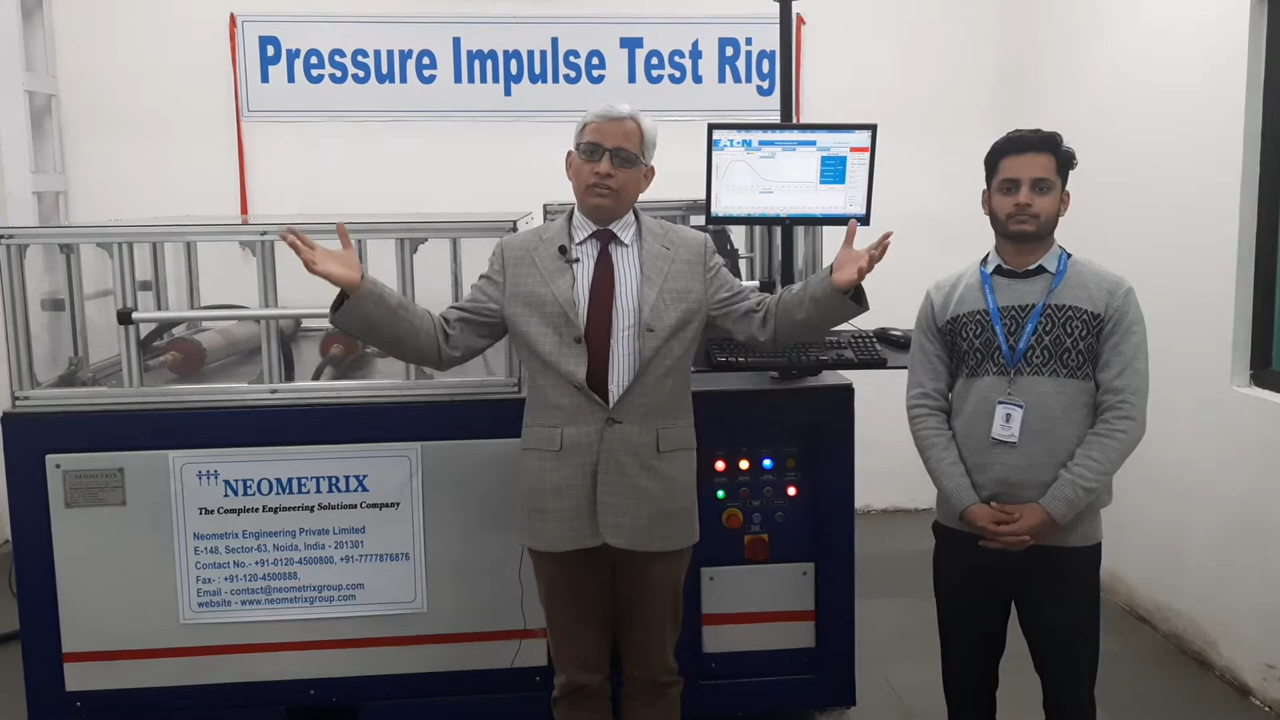 Pressure Impulse Test Rig
EATON
NEOMETRIX
NEOMETRIX
The Complete Engineering Solutions Company
Neometrix Engineering Private Limited
E-148, Sector-63, Noida, India - 201301
Contact No.- +91-0120-4500800, +91-7777876876
Fax- : +91-120-4500888,
Email - contact@neometrixgroup.com
website - www.neometrixgroup.com